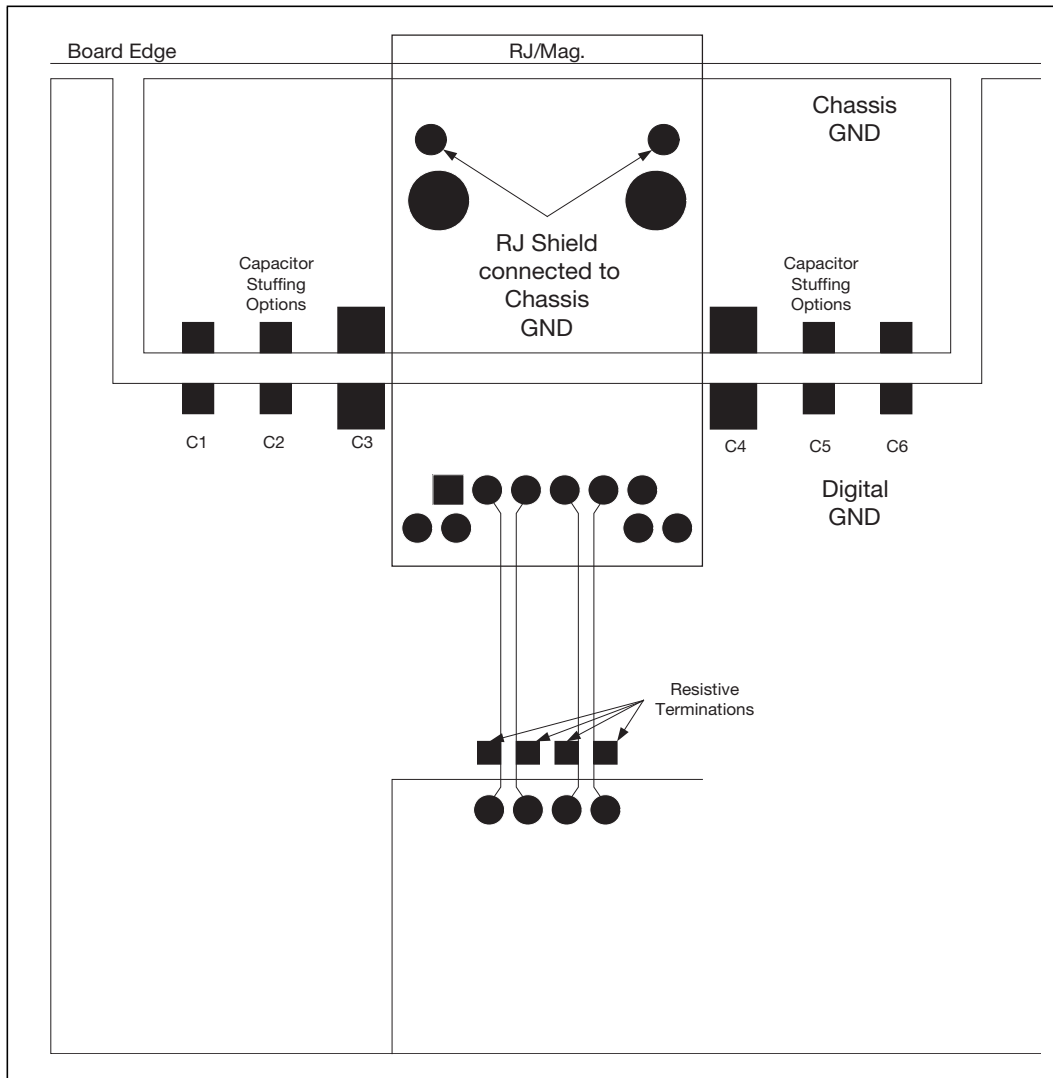 Board Edge
RJ/Mag.
Chassis
GND
RJ Shield
connected to
Chassis
GND
Capacitor
Stuffing
Options
Capacitor
Stuffing
Options
C1
C2
C3
C4
C5
C6
Digital
GND
Resistive
Terminations